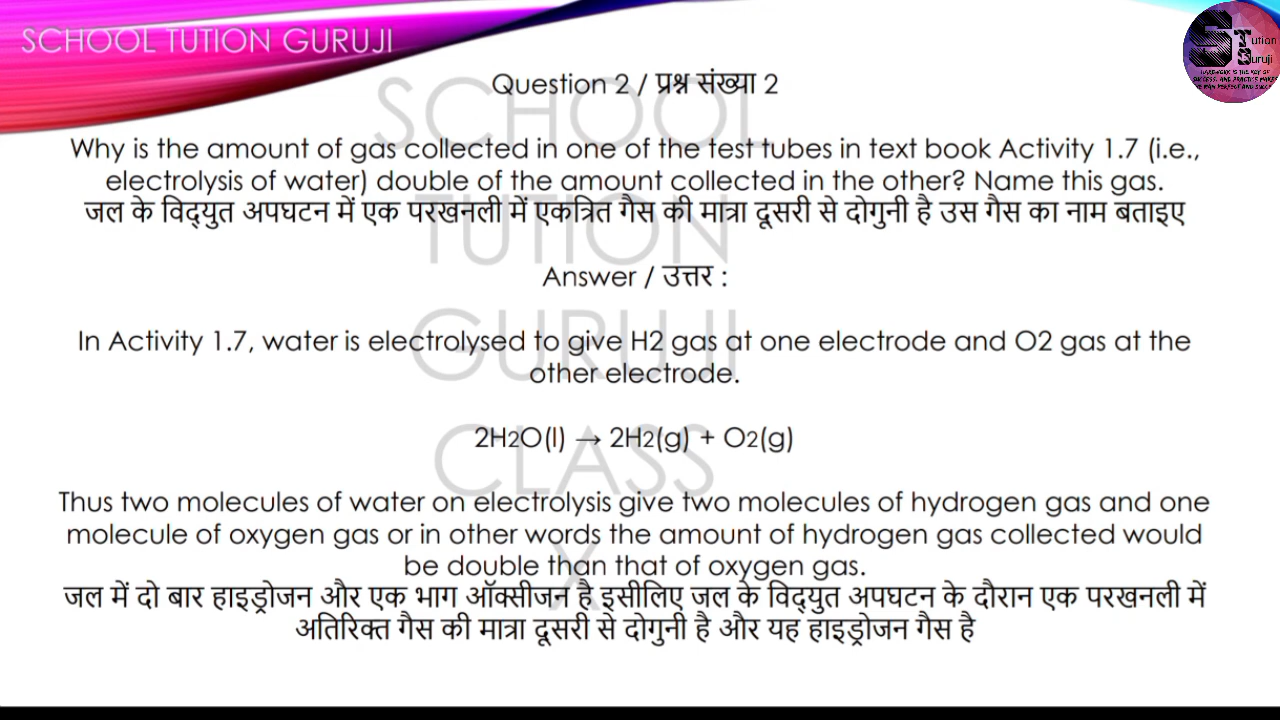 SCHOOL TUTION GURUJI
Question 2 / प्रश्न संख्या 2
Why is the amount of gas collected in one of the test tubes in text book Activity 1.7 (i.e.,
electrolysis of water) double of the amount collected in the other? Name this gas.
जल के विद्युत अपघटन में एक परखनली में एकत्रित गैस की मात्रा दूसरी से दोगुनी है उस गैस का नाम बताइए
Answer / उत्तर :
In Activity 1.7, water is electrolysed to give H2 gas at one electrode and O2 gas at the
other electrode.
2H2O(l) → 2H2(g) + O2(g)
Thus two molecules of water on electrolysis give two molecules of hydrogen gas and one
molecule of oxygen gas or in other words the amount of hydrogen gas collected would
be double than that of oxygen gas.
जल में दो बार हाइड्रोजन और एक भाग ऑक्सीजन है इसीलिए जल के विद्युत अपघटन के दौरान एक परखनली में
अतिरिक्त गैस की मात्रा दूसरी से दोगुनी है और यह हाइड्रोजन गैस है
SCHOOL
TUTION
GURUJI
CLASS
X
Tution
Guruji